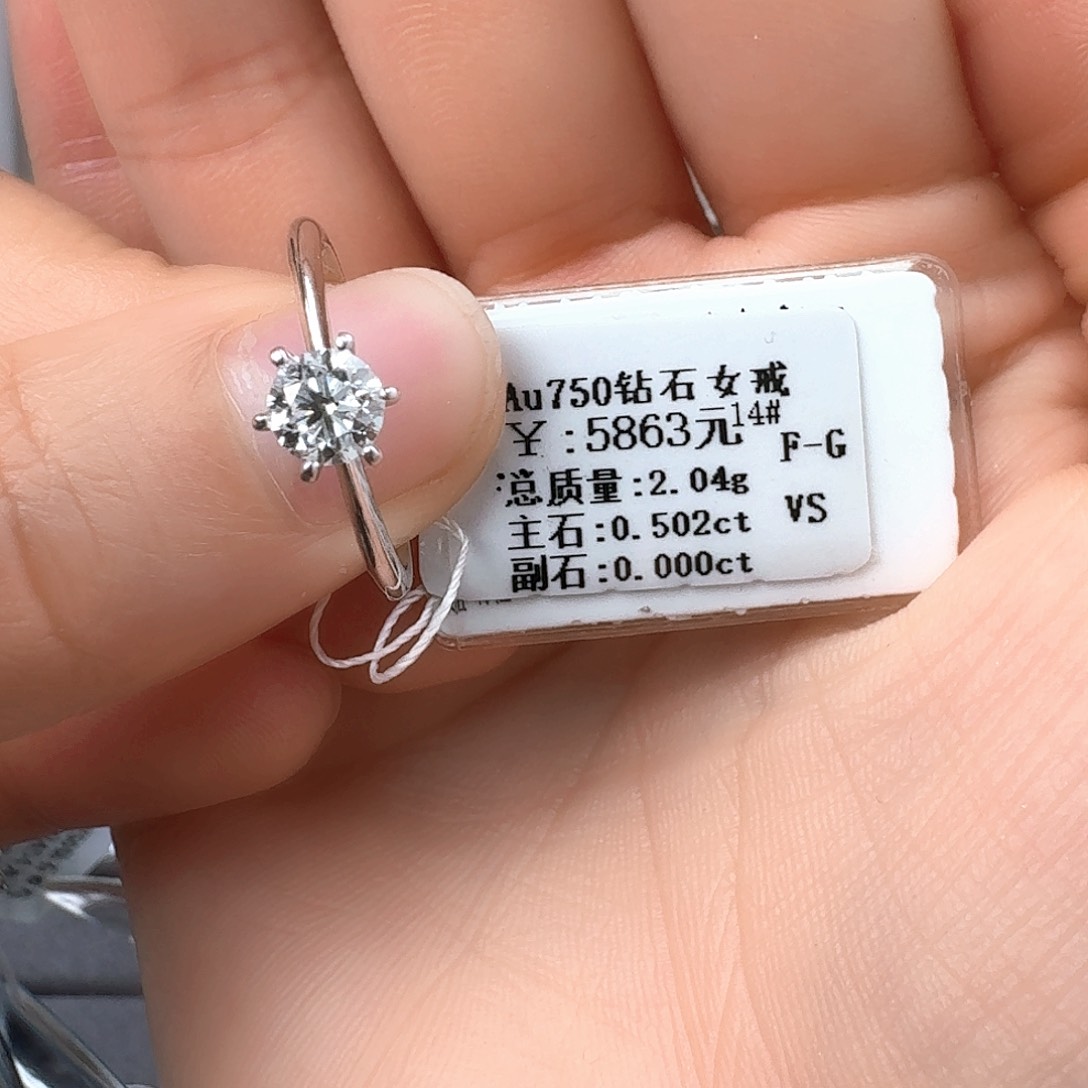 Au750钻石女戒
￥:5863元14#
F-G
总质量:2.04g
VS
主石:0.502ct
副石:0.000ct